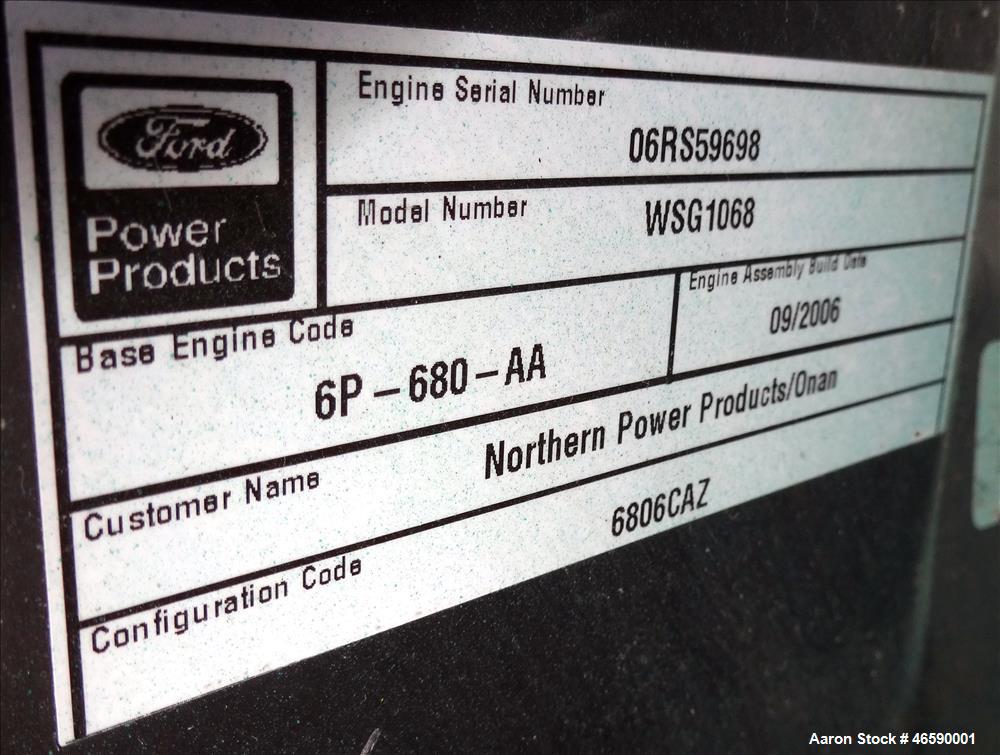 Ford
Power
Products
Engine Serial Number
06RS59698
Model Number
WSG1068
Base Engine Code
6P-680-AA
Engine Assembly Build Date
09/2006
Customer Name
Northern Power Products/Onan
Configuration Code
6806CAZ
Aaron Stock # 46590001